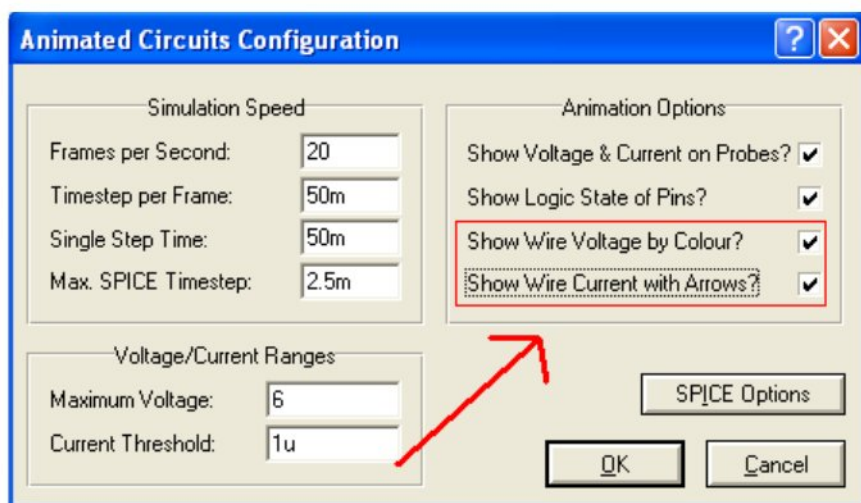 Animated Circuits Configuration
Simulation Speed
Frames per Second: 20
Timestep per Frame: 50m
Single Step Time: 50m
Max. SPICE Timestep: 2.5m
Voltage/Current Ranges
Maximum Voltage: 6
Current Threshold: 1u
Animation Options
Show Voltage & Current on Probes?
Show Logic State of Pins?
Show Wire Voltage by Colour?
Show Wire Current with Arrows?
SPICE Options
OK
Cancel